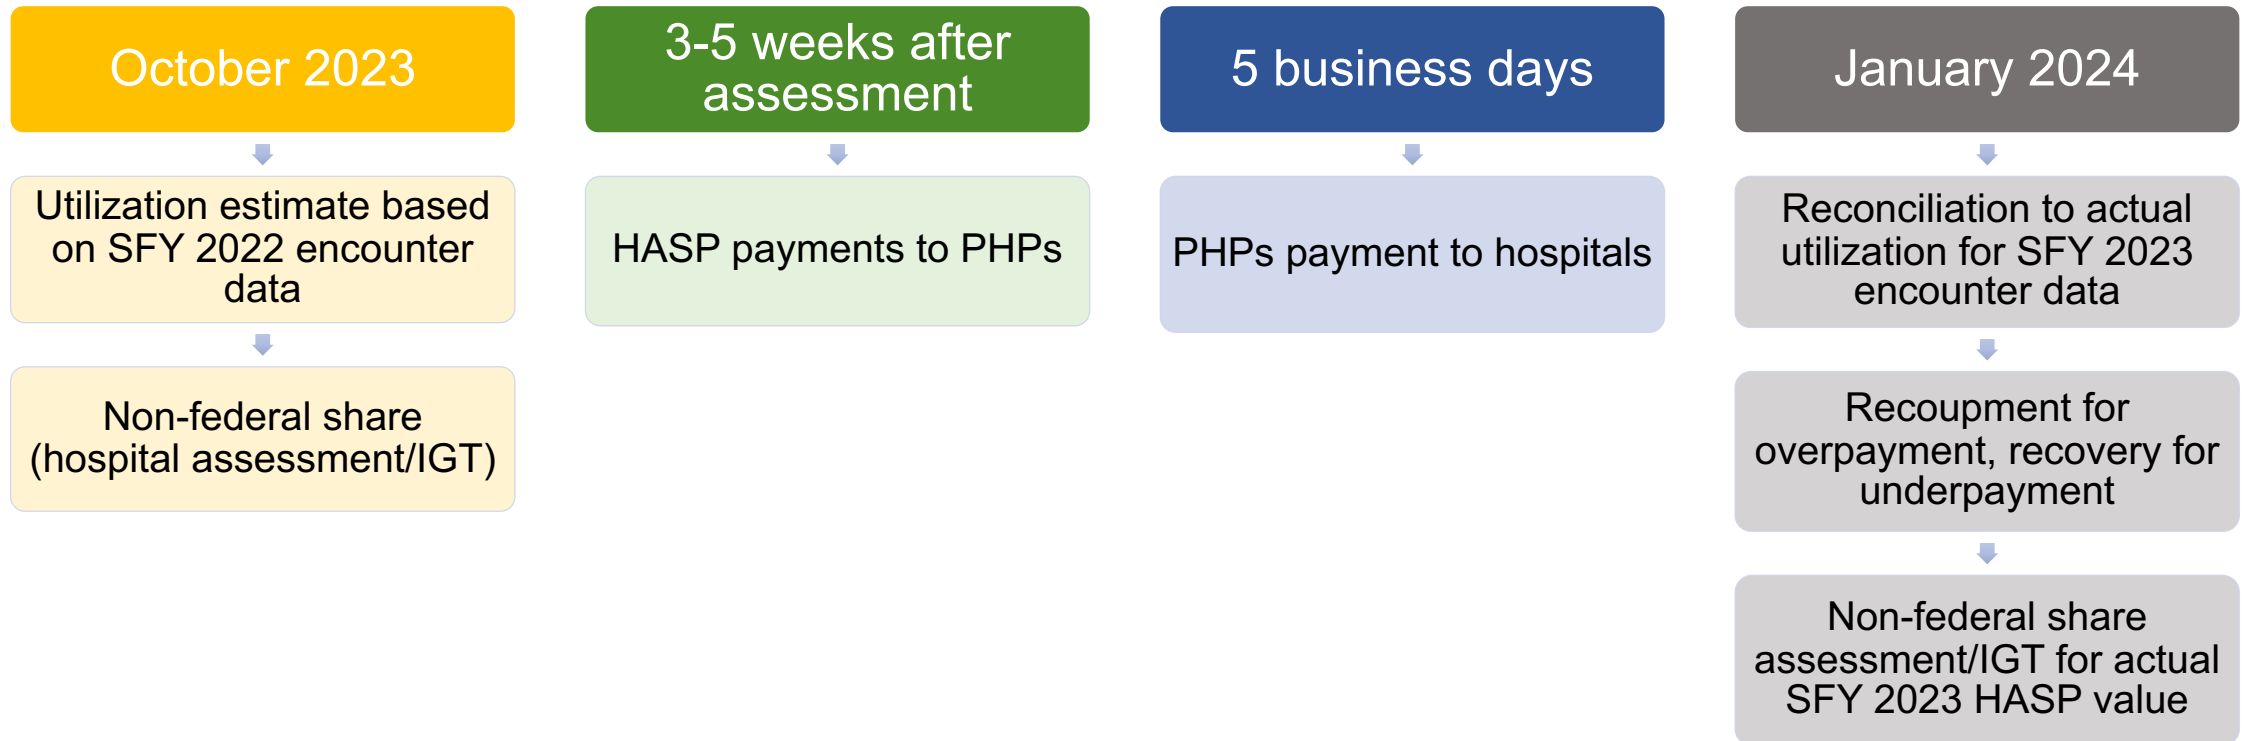 October 2023
Utilization estimate based
on SFY 2022 encounter
data
Non-federal share
(hospital assessment/IGT)
3-5 weeks after
assessment
HASP payments to PHPs
5 business days
PHPs payment to hospitals
January 2024
Reconciliation to actual
utilization for SFY 2023
encounter data
Recoupment for
overpayment, recovery for
underpayment
Non-federal share
assessment/IGT for actual
SFY 2023 HASP value